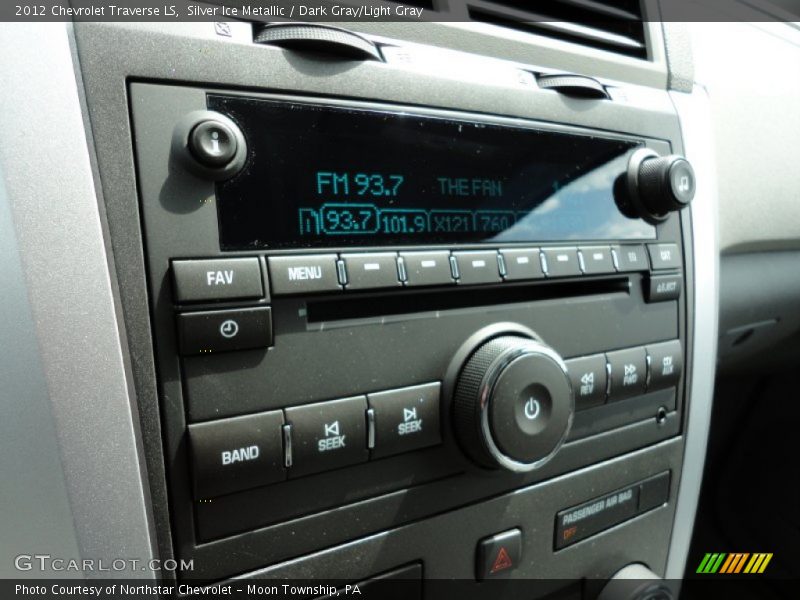 2012 Chevrolet Traverse LS, Silver Ice Metallic / Dark Gray/Light Gray
i
FM 93.7 THE FAN
93.7 101.9 X121 760
FAV
MENU
CAT
EJECT
REV
FWD
BAND
SEEK
SEEK
PASSENGER AIR BAG
OFF
GTCARLOT.COM
Photo Courtesy of Northstar Chevrolet - Moon Township, PA